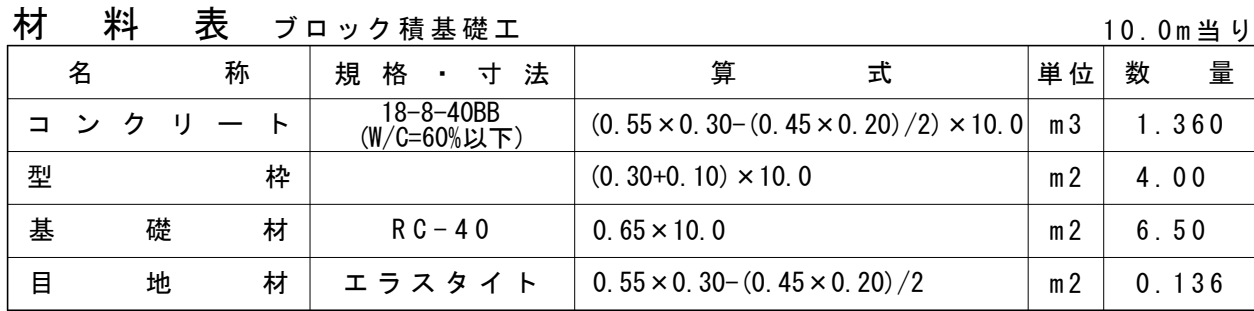 材料表 ブロック積基礎工 10.0m当り
名称 規格・寸法 算式 単位 数量
コンクリート 18-8-40BB (W/C=60%以下) (0.55×0.30-(0.45×0.20)/2)×10.0 m3 1.360
型枠 (0.30+0.10)×10.0 m2 4.00
基礎材 RC-40 0.65×10.0 m2 6.50
目地材 エラスタイト 0.55×0.30-(0.45×0.20)/2 m2 0.136